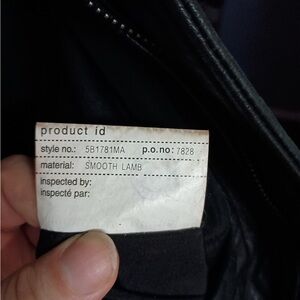 product id
style no.: 5B1781MA p.o.no: 7828
material: SMOOTH LAMB
inspected by:
inspecté par: